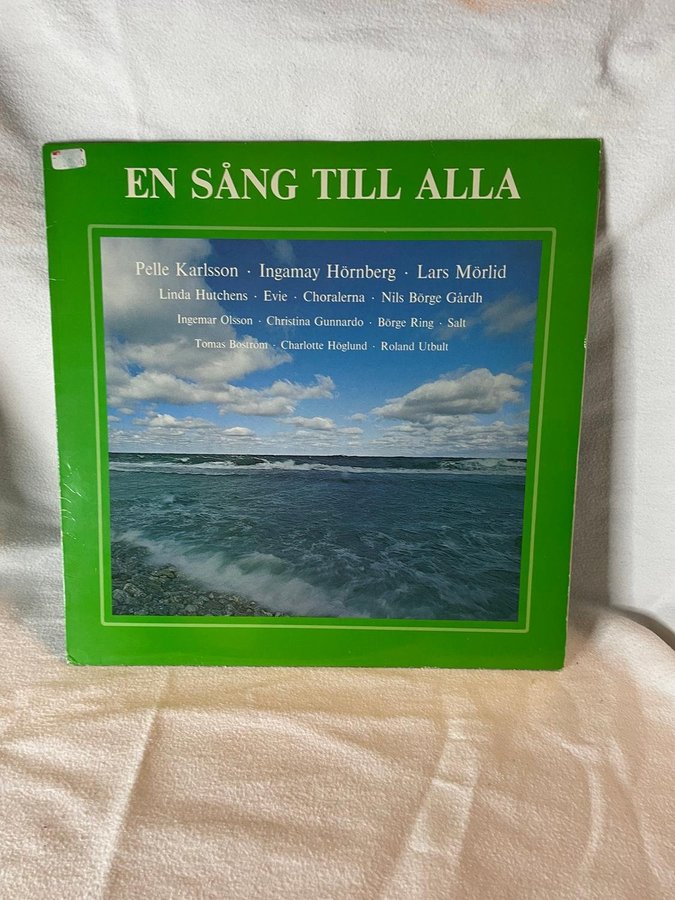 EN SÅNG TILL ALLA
Pelle Karlsson · Ingamay Hörnberg · Lars Mörlid
Linda Hutchens · Evie · Choralerna · Nils Börge Gårdh
Ingemar Olsson · Christina Gunnardo · Börge Ring · Salt
Tomas Boström · Charlotte Höglund · Roland Utbult